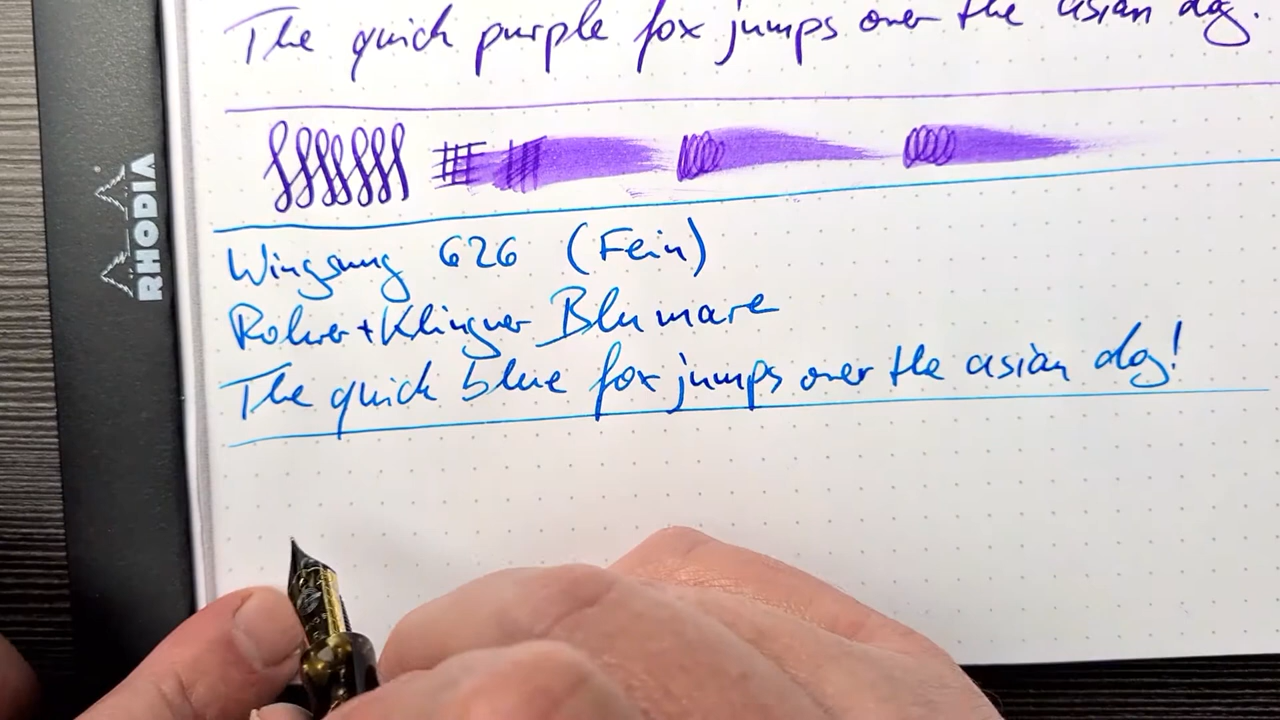 The quick purple fox jumps over the asian dog.
RHODIA
Wingsung 626 (Fein)
Rohrer+Klingner Blu mare
The quick blue fox jumps over the asian dog!